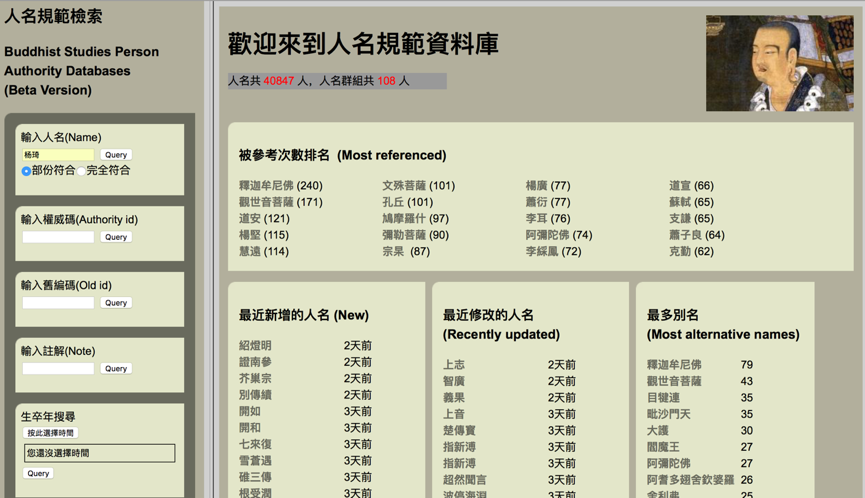 人名規範檢索
Buddhist Studies Person
Authority Databases
(Beta Version)
輸入人名(Name)
杨琦
Query
部份符合 完全符合
輸入權威碼(Authority id)
Query
輸入舊編碼(Old id)
Query
輸入註解(Note)
Query
生卒年搜尋
按此選擇時間
您還沒選擇時間
Query
歡迎來到人名規範資料庫
人名共 40847 人，人名群組共 108 人
被參考次數排名 (Most referenced)
釋迦牟尼佛 (240) 文殊菩薩 (101) 楊廣 (77) 道宣 (66)
觀世音菩薩 (171) 孔丘 (101) 蕭衍 (77) 蘇軾 (65)
道安 (121) 鳩摩羅什 (97) 李耳 (76) 支謙 (65)
楊堅 (115) 彌勒菩薩 (90) 阿彌陀佛 (74) 蕭子良 (64)
慧遠 (114) 宗杲 (87) 李綵鳳 (72) 克勤 (62)
最近新增的人名 (New)
紹燈明 2天前
證南參 2天前
芥巢宗 2天前
別傳續 2天前
開如 3天前
開和 3天前
七來復 3天前
雪蒼遇 3天前
碓三傳 3天前
根受潤 3天前
最近修改的人名
(Recently updated)
上志 2天前
智廣 2天前
義果 2天前
上音 3天前
楚傳寶 3天前
指新溥 3天前
指新溥 3天前
超然聞言 3天前
波停海淵 3天前
最多別名
(Most alternative names)
釋迦牟尼佛 79
觀世音菩薩 43
目犍連 35
毗沙門天 35
大護 30
閻魔王 27
阿彌陀佛 27
阿耆多翅舍欽婆羅 26
舍利弗 25